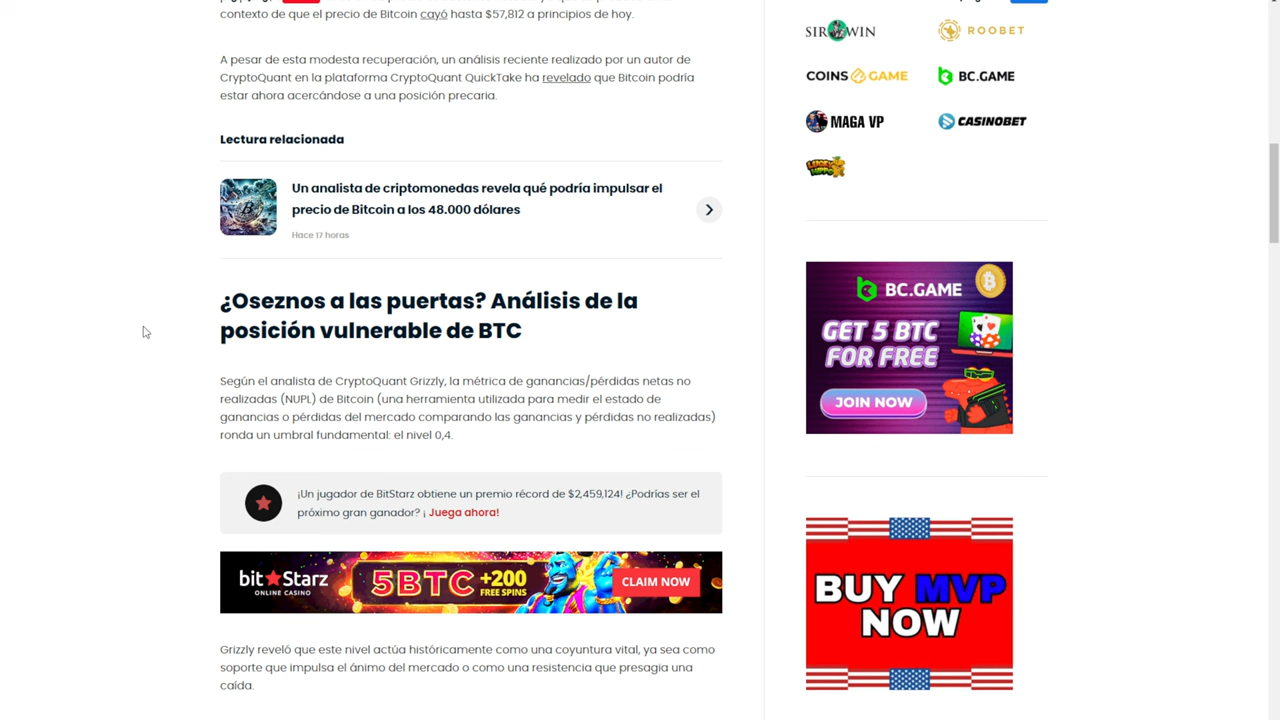 contexto de que el precio de Bitcoin cayó hasta $57,812 a principios de hoy.
A pesar de esta modesta recuperación, un análisis reciente realizado por un autor de
CryptoQuant en la plataforma CryptoQuant QuickTake ha revelado que Bitcoin podría
estar ahora acercándose a una posición precaria.
Lectura relacionada
Un analista de criptomonedas revela qué podría impulsar el
precio de Bitcoin a los 48.000 dólares
Hace 17 horas
¿Oseznos a las puertas? Análisis de la
posición vulnerable de BTC
Según el analista de CryptoQuant Grizzly, la métrica de ganancias/pérdidas netas no
realizadas (NUPL) de Bitcoin (una herramienta utilizada para medir el estado de
ganancias o pérdidas del mercado comparando las ganancias y pérdidas no realizadas)
ronda un umbral fundamental: el nivel 0,4.
¡Un jugador de BitStarz obtiene un premio récord de $2,459,124! ¿Podrías ser el
próximo gran ganador? ¡ Juega ahora!
bitStarz
ONLINE CASINO
5BTC
+200
FREE SPINS
CLAIM NOW
Grizzly reveló que este nivel actúa históricamente como una coyuntura vital, ya sea como
soporte que impulsa el ánimo del mercado o como una resistencia que presagia una
caída.
SIR WIN
ROOBET
COINS GAME
BC.GAME
MAGA VP
CASINOBET
LUCKY
HIPPO
BC.GAME
GET 5 BTC
FOR FREE
JOIN NOW
BUY MVP
NOW